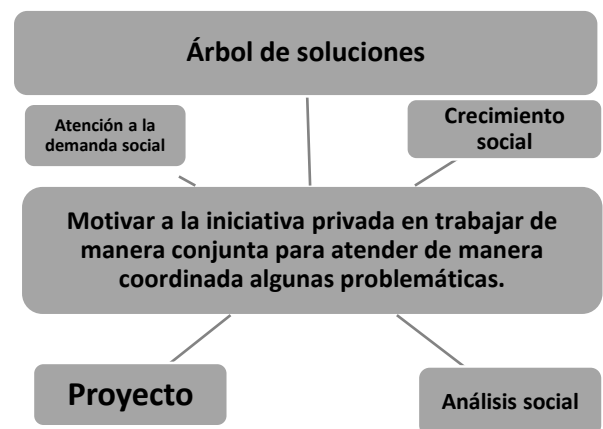 Árbol de soluciones
Atención a la
demanda social
Crecimiento
social
Motivar a la iniciativa privada en trabajar de
manera conjunta para atender de manera
coordinada algunas problemáticas.
Proyecto
Análisis social